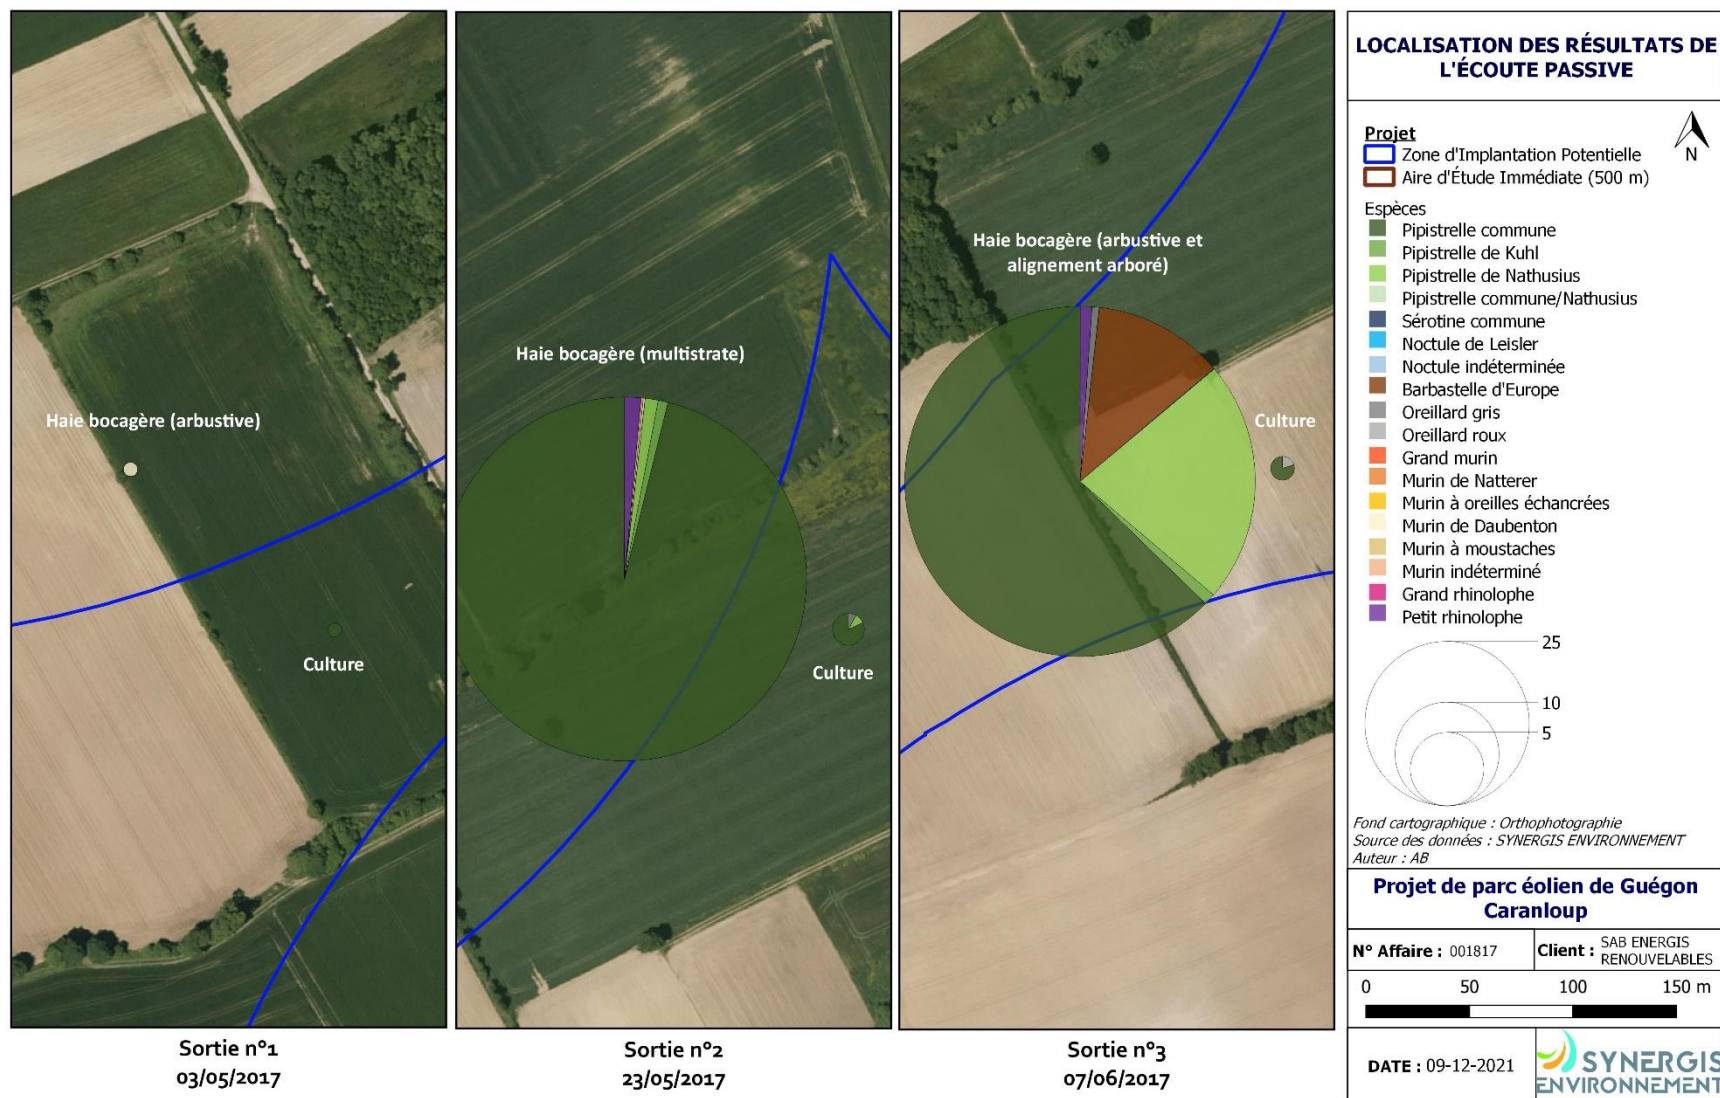 Haie bocagère (arbustive)
Culture
Sortie n°1
03/05/2017
Haie bocagère (multistrate)
Culture
Sortie n°2
23/05/2017
Haie bocagère (arbustive et
alignement arboré)
Culture
Sortie n°3
07/06/2017
LOCALISATION DES RÉSULTATS DE
L'ÉCOUTE PASSIVE
Projet
N
Zone d'Implantation Potentielle
Aire d'Étude Immédiate (500 m)
Espèces
Pipistrelle commune
Pipistrelle de Kuhl
Pipistrelle de Nathusius
Pipistrelle commune/Nathusius
Sérotine commune
Noctule de Leisler
Noctule indéterminée
Barbastelle d'Europe
Oreillard gris
Oreillard roux
Grand murin
Murin de Natterer
Murin à oreilles échancrées
Murin de Daubenton
Murin à moustaches
Murin indéterminé
Grand rhinolophe
Petit rhinolophe
25
10
5
Fond cartographique : Orthophotographie
Source des données : SYNERGIS ENVIRONNEMENT
Auteur : AB
Projet de parc éolien de Guégon
Caranloup
N° Affaire : 001817
Client : SAB ENERGIS
RENOUVELABLES
0 50 100 150 m
DATE : 09-12-2021
SYNERGIS
ENVIRONNEMENT